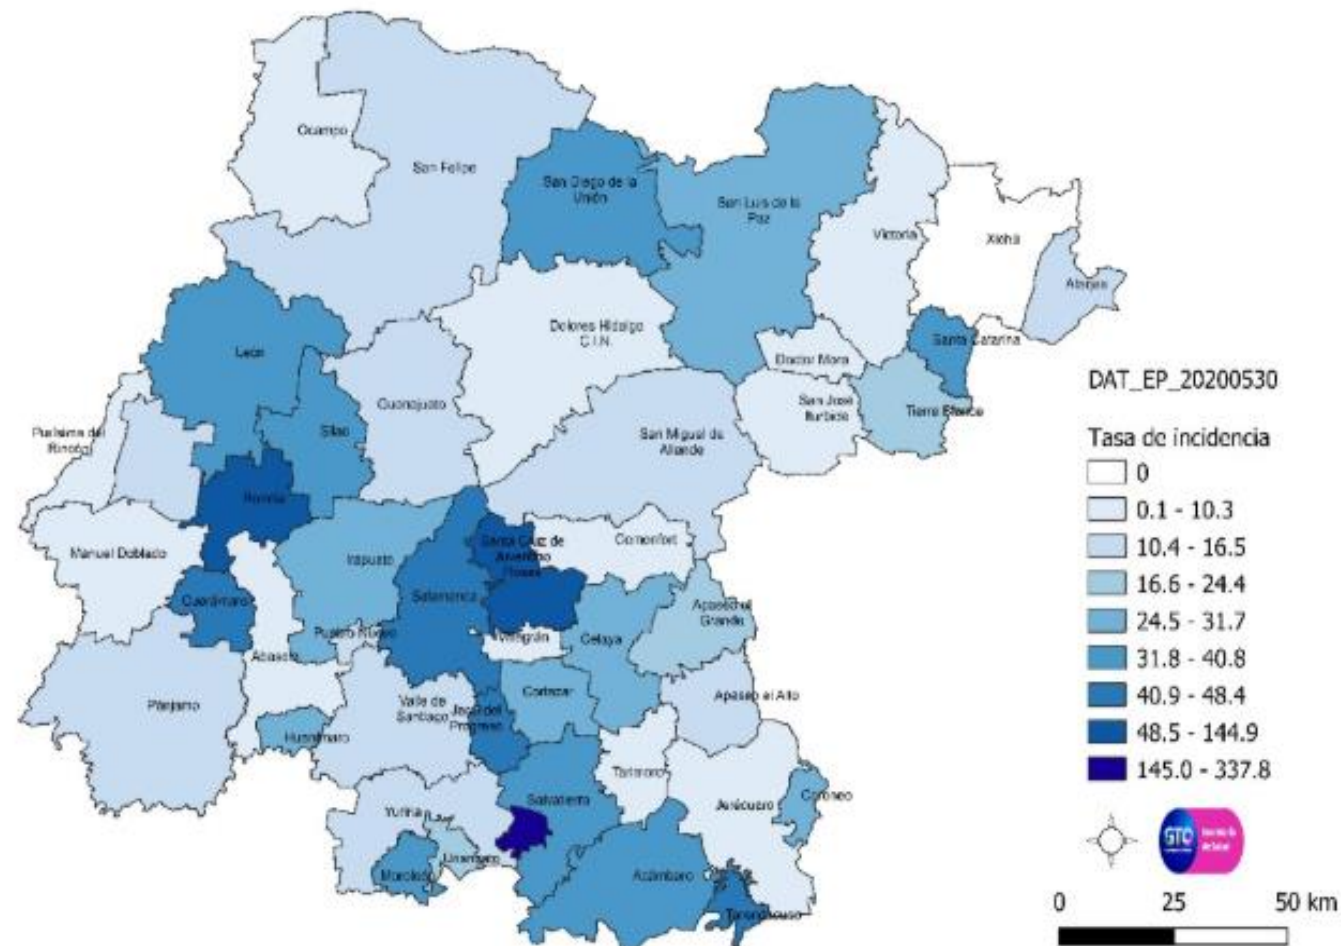 Ocampo
San Felipe
San Diego de la
Unión
San Luis de la
Paz
Victoria
Xichú
Atarjea
León
Dolores Hidalgo
C.I.N.
Santa Catarina
Doctor Mora
Guanajuato
San José
Iturbide
Tierra Blanca
Silao
Purísima del
Rincón
San Miguel de
Allende
Romita
Manuel Doblado
Irapuato
Santa Cruz de
Juventino
Rosas
Comonfort
Cuerámaro
Salamanca
Apaseo el
Grande
Pueblo Nuevo
Villagrán
Celaya
Abasolo
Pénjamo
Valle de
Santiago
Jaral del
Progreso
Cortazar
Apaseo el Alto
Huanímaro
Tarimoro
Yuriria
Salvatierra
Jerécuaro
Coroneo
Uriangato
Moroleón
Acámbaro
Tarandacuao
DAT_EP_20200530
Tasa de incidencia
0
0.1 - 10.3
10.4 - 16.5
16.6 - 24.4
24.5 - 31.7
31.8 - 40.8
40.9 - 48.4
48.5 - 144.9
145.0 - 337.8
GTO
0 25 50 km